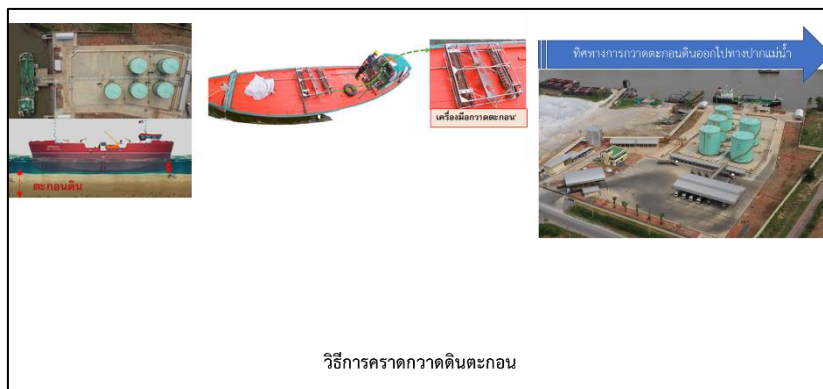 ทิศทางการกวาดตะกอนดินออกไปทางปากแม่น้ำ
เครื่องมือกวาดตะกอน
ตะกอนดิน
วิธีการคราดกวาดดินตะกอน